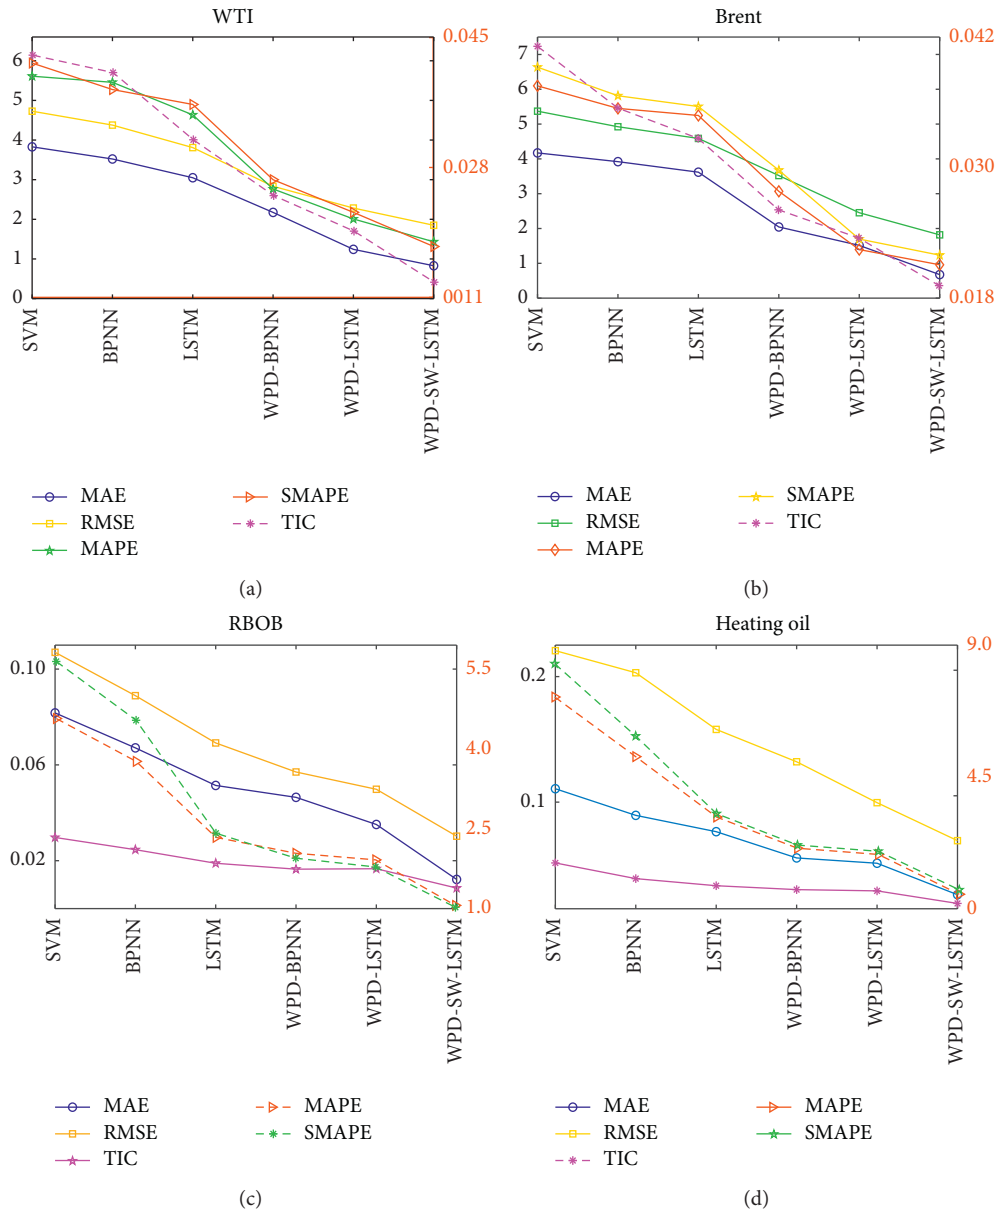 WTI
6
5
4
3
2
1
0
0.045
0.028
0011
SVM
BPNN
LSTM
WPD-BPNN
WPD-LSTM
WPD-SW-LSTM
MAE
RMSE
MAPE
SMAPE
TIC
(a)
Brent
7
6
5
4
3
2
1
0
0.042
0.030
0.018
SVM
BPNN
LSTM
WPD-BPNN
WPD-LSTM
WPD-SW-LSTM
MAE
RMSE
MAPE
SMAPE
TIC
(b)
RBOB
0.10
0.06
0.02
5.5
4.0
2.5
1.0
SVM
BPNN
LSTM
WPD-BPNN
WPD-LSTM
WPD-SW-LSTM
MAE
RMSE
TIC
MAPE
SMAPE
(c)
Heating oil
0.2
0.1
9.0
4.5
0
SVM
BPNN
LSTM
WPD-BPNN
WPD-LSTM
WPD-SW-LSTM
MAE
RMSE
TIC
MAPE
SMAPE
(d)